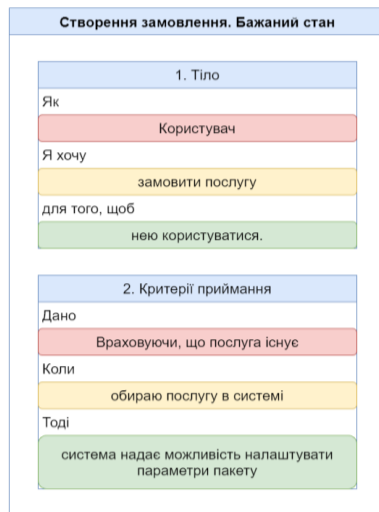 Створення замовлення. Бажаний стан
1. Тіло
Як
Користувач
Я хочу
замовити послугу
для того, щоб
нею користуватися.
2. Критерії приймання
Дано
Враховуючи, що послуга існує
Коли
обираю послугу в системі
Тоді
система надає можливість налаштувати
параметри пакету